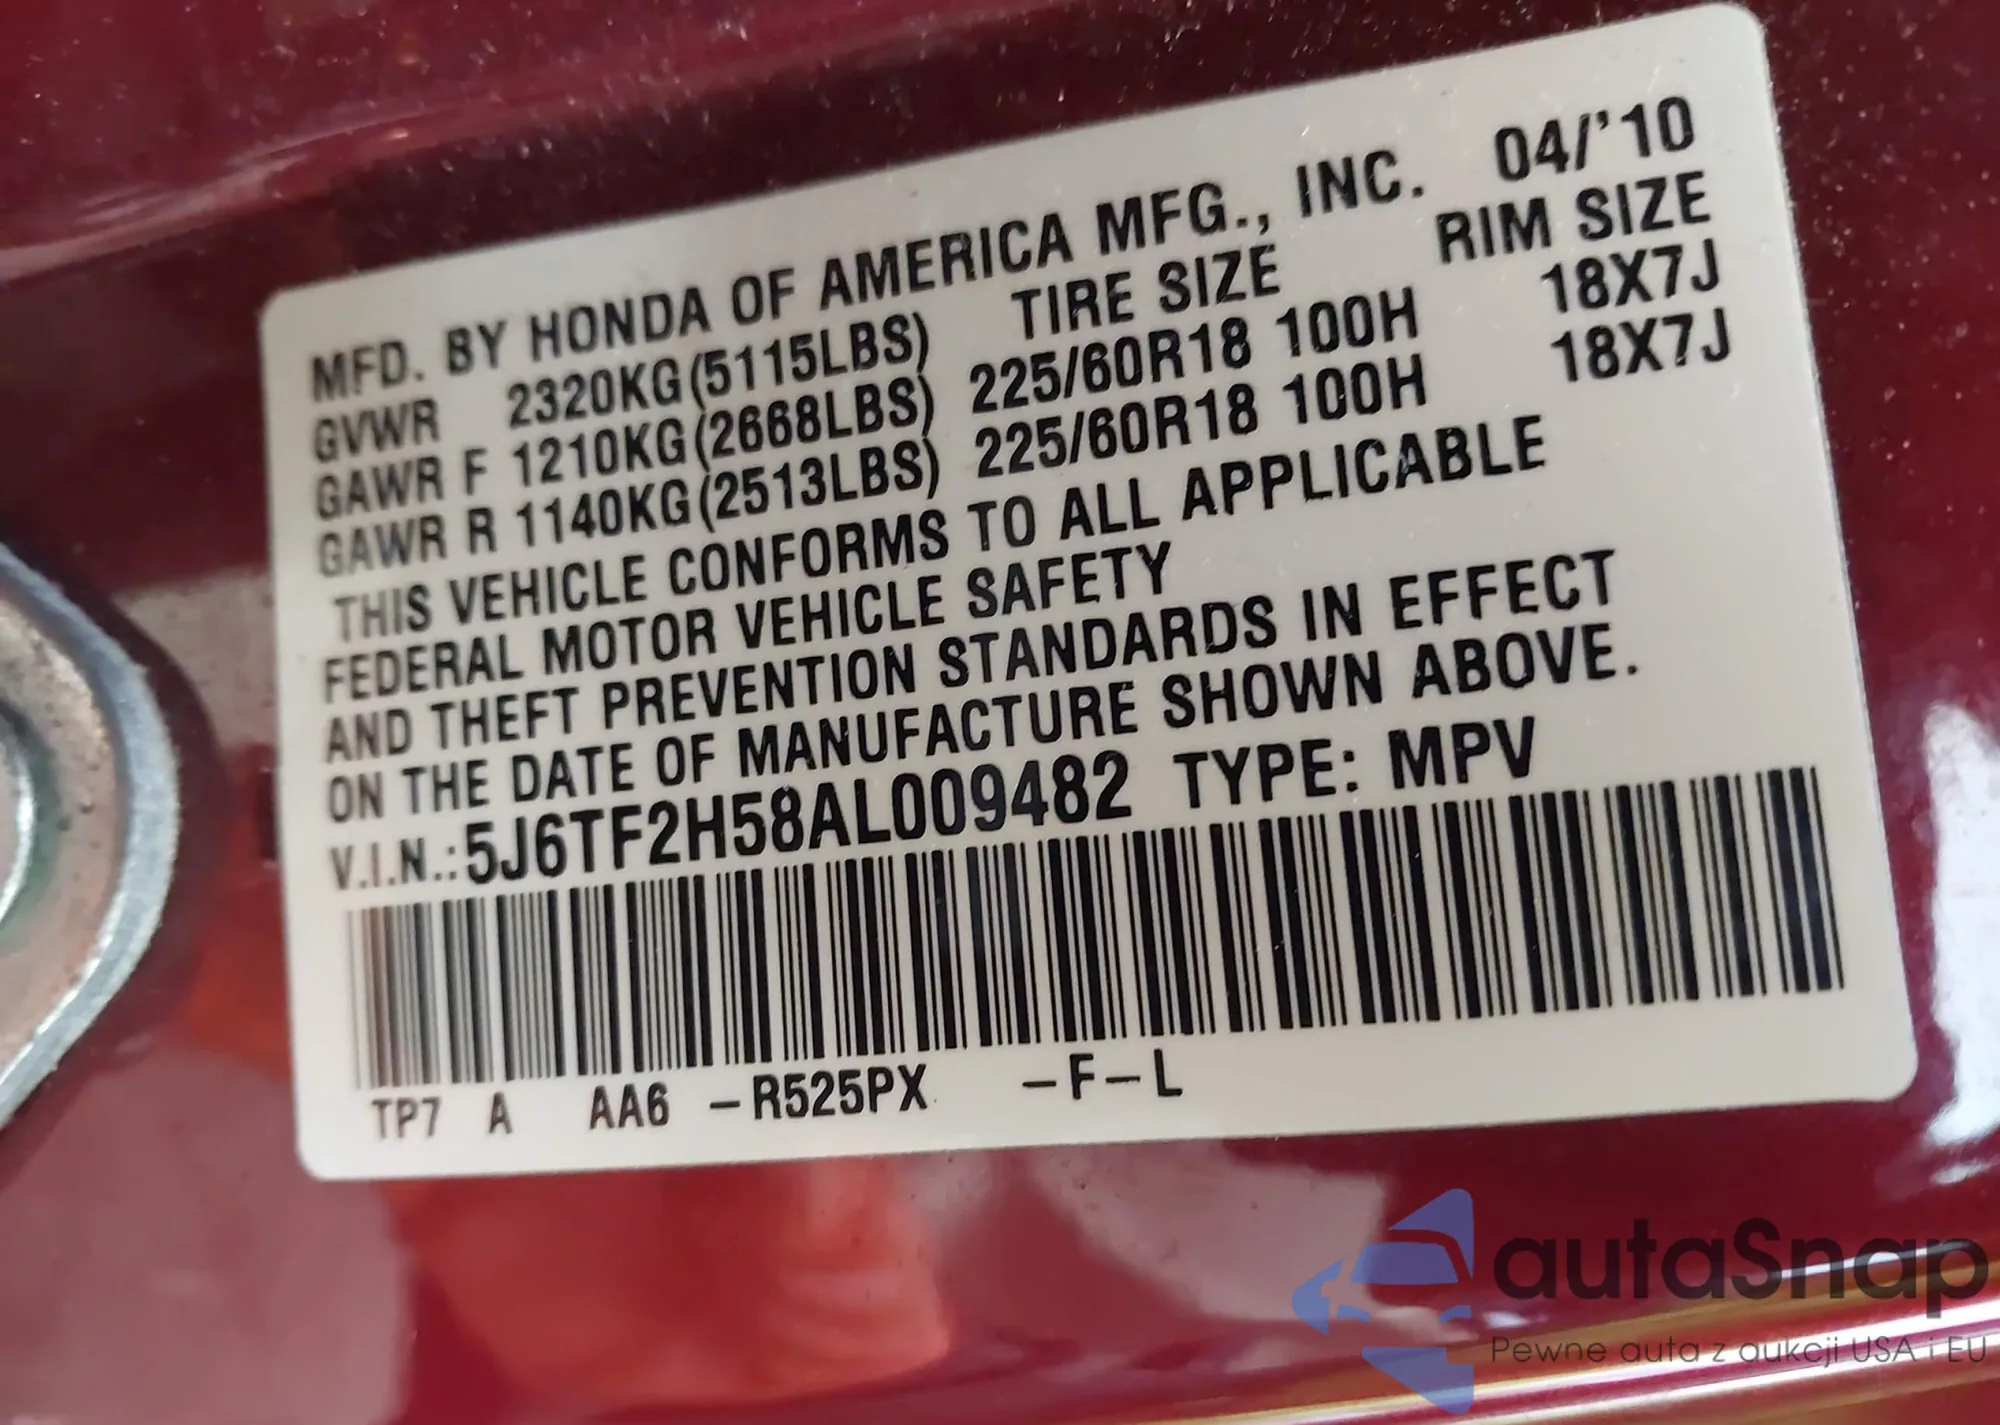 MFD. BY HONDA OF AMERICA MFG., INC. 04/'10
GVWR 2320KG(5115LBS) TIRE SIZE RIM SIZE
GAWR F 1210KG(2668LBS) 225/60R18 100H 18X7J
GAWR R 1140KG(2513LBS) 225/60R18 100H 18X7J
THIS VEHICLE CONFORMS TO ALL APPLICABLE
FEDERAL MOTOR VEHICLE SAFETY
AND THEFT PREVENTION STANDARDS IN EFFECT
ON THE DATE OF MANUFACTURE SHOWN ABOVE.
V.I.N.:5J6TF2H58AL009482 TYPE: MPV
TP7 A AA6 -R525PX -F-L
autaSnap
Pewne auta z aukcji USA i EU